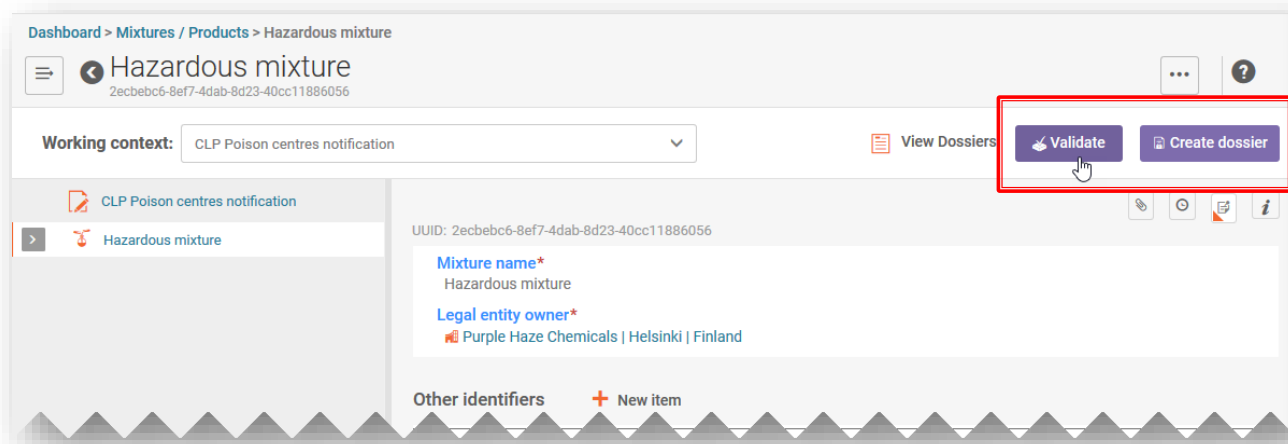 Dashboard > Mixtures / Products > Hazardous mixture
Hazardous mixture
2ecbebc6-8ef7-4dab-8d23-40cc11886056
Working context: CLP Poison centres notification
View Dossiers
Validate
Create dossier
CLP Poison centres notification
Hazardous mixture
UUID: 2ecbebc6-8ef7-4dab-8d23-40cc11886056
Mixture name*
Hazardous mixture
Legal entity owner*
Purple Haze Chemicals | Helsinki | Finland
Other identifiers
+ New item